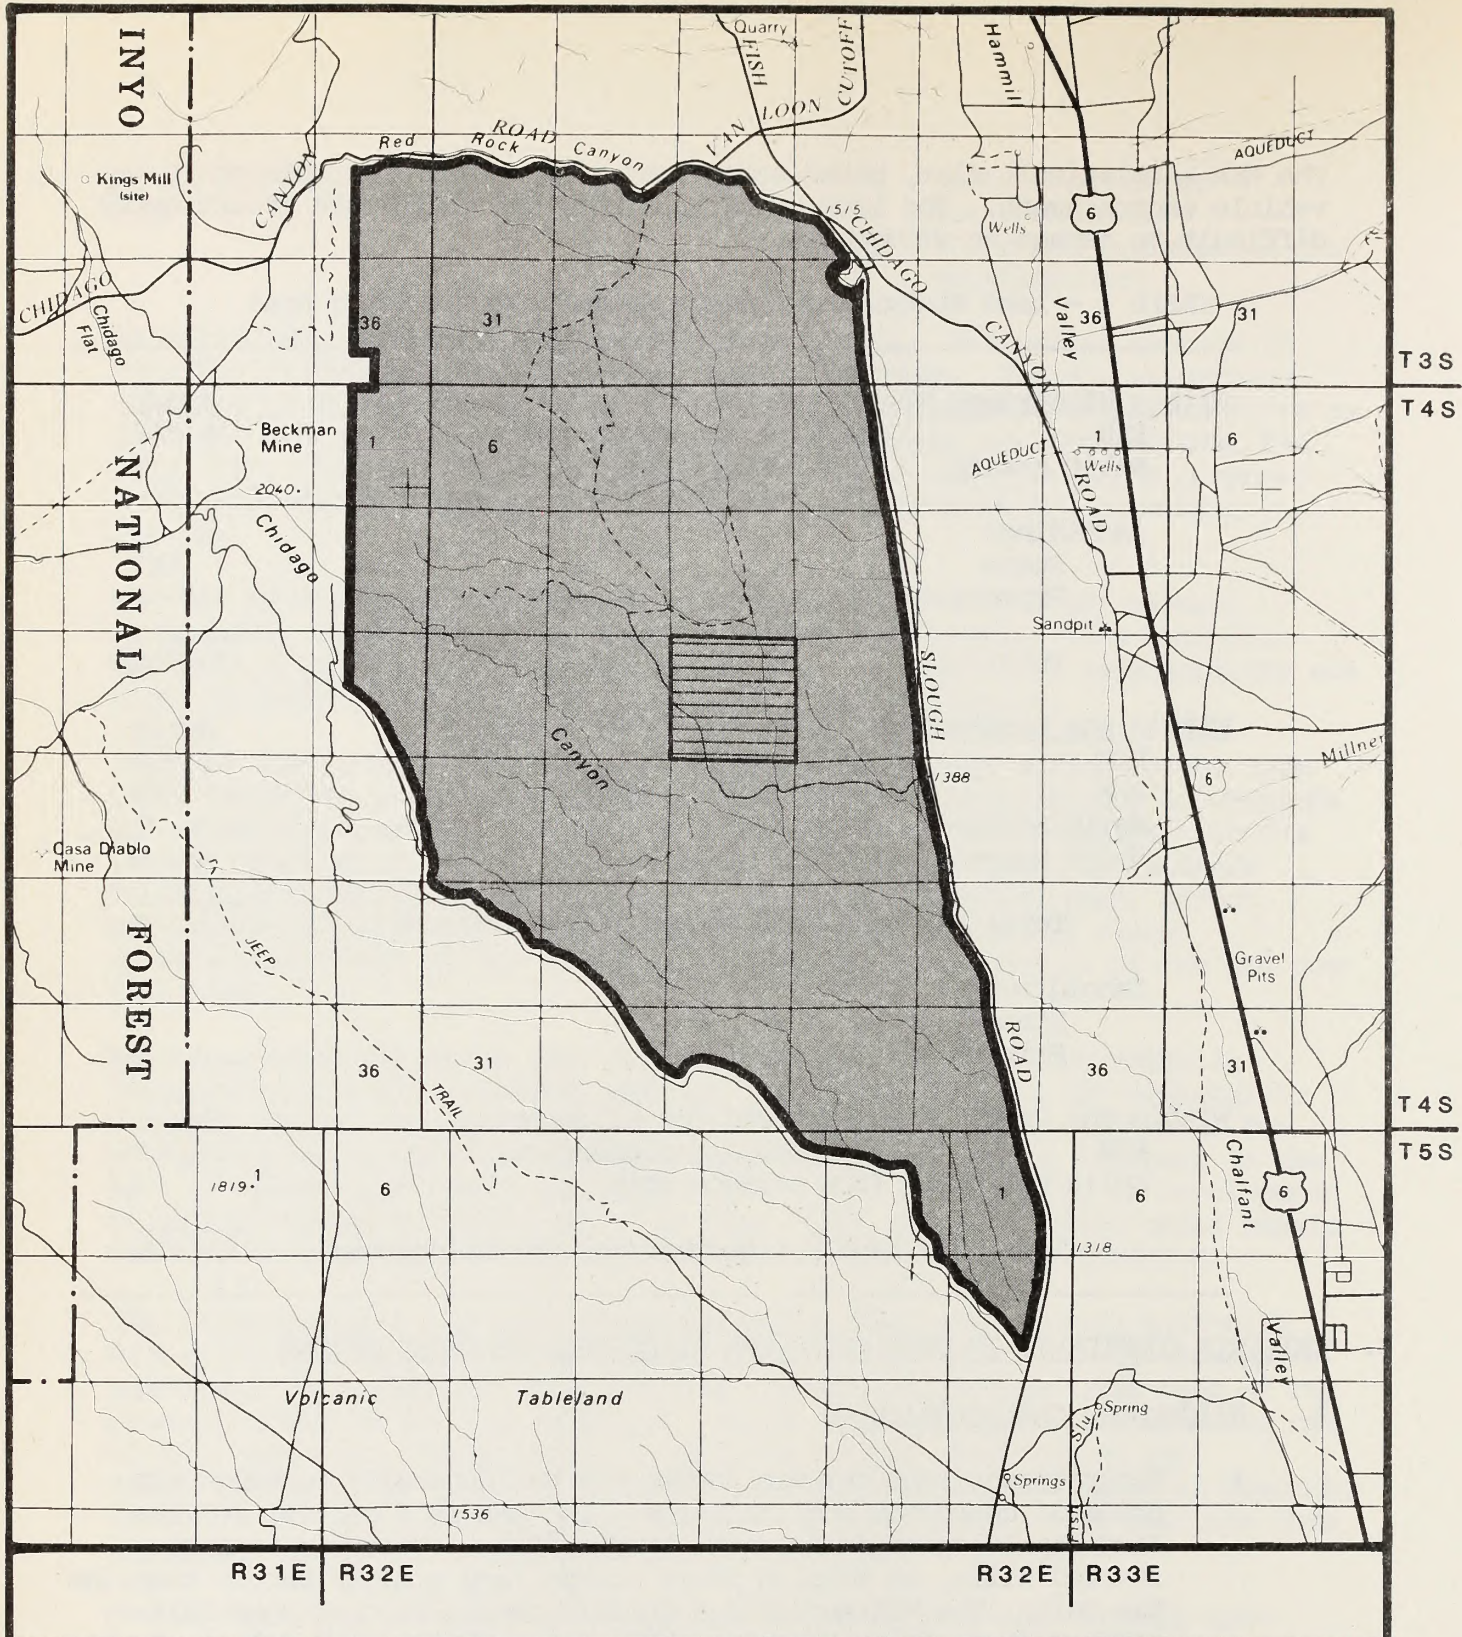 INYO
NATIONAL
FOREST
Quarry
FISH
CUTOFF
VAN LOON
Hammill
Valley
AQUEDUCT
ROAD
Red Rock Canyon
Kings Mill
(site)
CANYON
CHIDAGO
Chidago
Flat
6
Wells
1515
CHIDAGO
CANYON
ROAD
36
31
36
31
T3S
T4S
Beckman
Mine
1
6
1
6
AQUEDUCT
Wells
2040
Chidago
Canyon
Sandpit
SLOUGH
ROAD
Millner
6
1388
Casa Diablo
Mine
JEEP
TRAIL
Gravel
Pits
36
31
36
31
T4S
T5S
1819
1
6
1
6
Chalfant
Valley
6
1318
Volcanic Tableland
Spring
Springs
Slu
Fish
1536
R31E
R32E
R32E
R33E